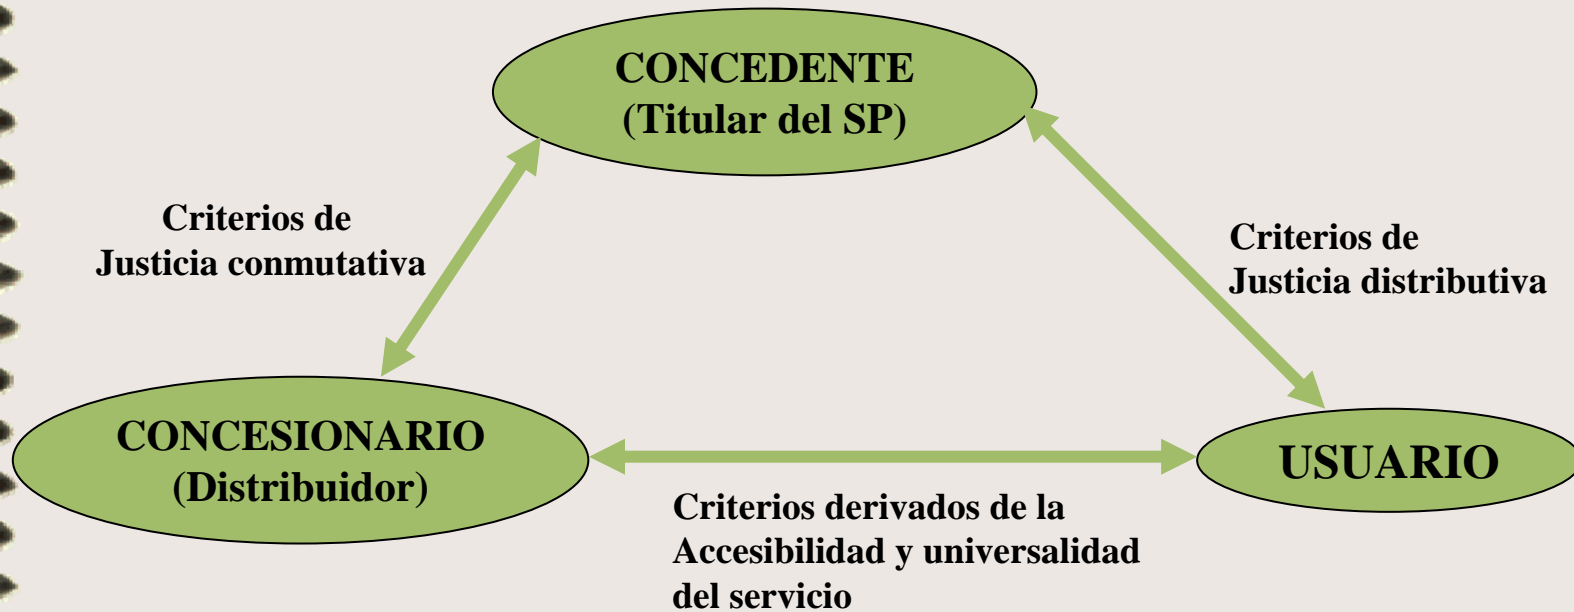 CONCEDENTE
(Titular del SP)
Criterios de
Justicia conmutativa
Criterios de
Justicia distributiva
CONCESIONARIO
(Distribuidor)
USUARIO
Criterios derivados de la
Accesibilidad y universalidad
del servicio